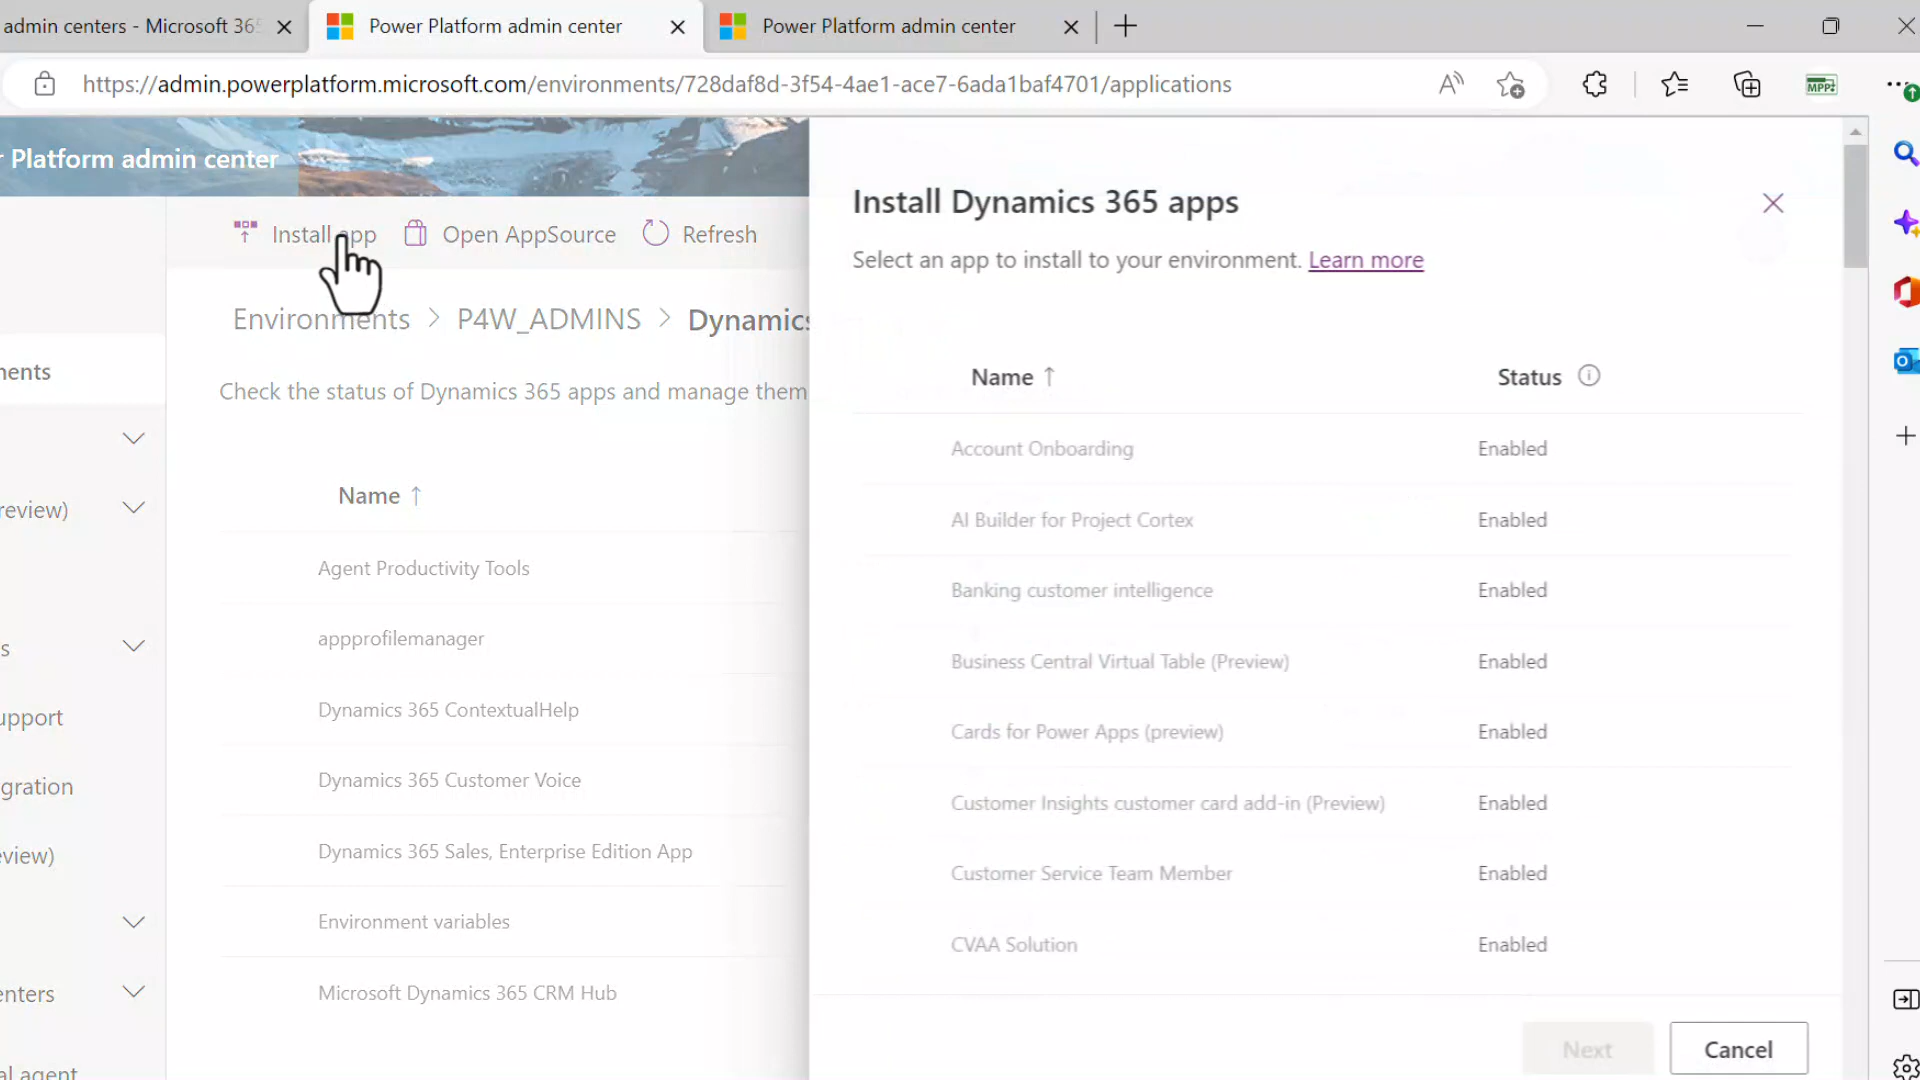 admin centers - Microsoft 365
Power Platform admin center
Power Platform admin center
https://admin.powerplatform.microsoft.com/environments/728daf8d-3f54-4ae1-ace7-6ada1baf4701/applications
MPP
r Platform admin center
Install app
Open AppSource
Refresh
Environments > P4W_ADMINS > Dynamics
Check the status of Dynamics 365 apps and manage them
Name ↑
Agent Productivity Tools
appprofilemanager
Dynamics 365 ContextualHelp
Dynamics 365 Customer Voice
Dynamics 365 Sales, Enterprise Edition App
Environment variables
Microsoft Dynamics 365 CRM Hub
ments
review)
s
upport
gration
eview)
enters
al agent
Install Dynamics 365 apps
Select an app to install to your environment. Learn more
Name ↑ Status
Account Onboarding Enabled
AI Builder for Project Cortex Enabled
Banking customer intelligence Enabled
Business Central Virtual Table (Preview) Enabled
Cards for Power Apps (preview) Enabled
Customer Insights customer card add-in (Preview) Enabled
Customer Service Team Member Enabled
CVAA Solution Enabled
Next
Cancel